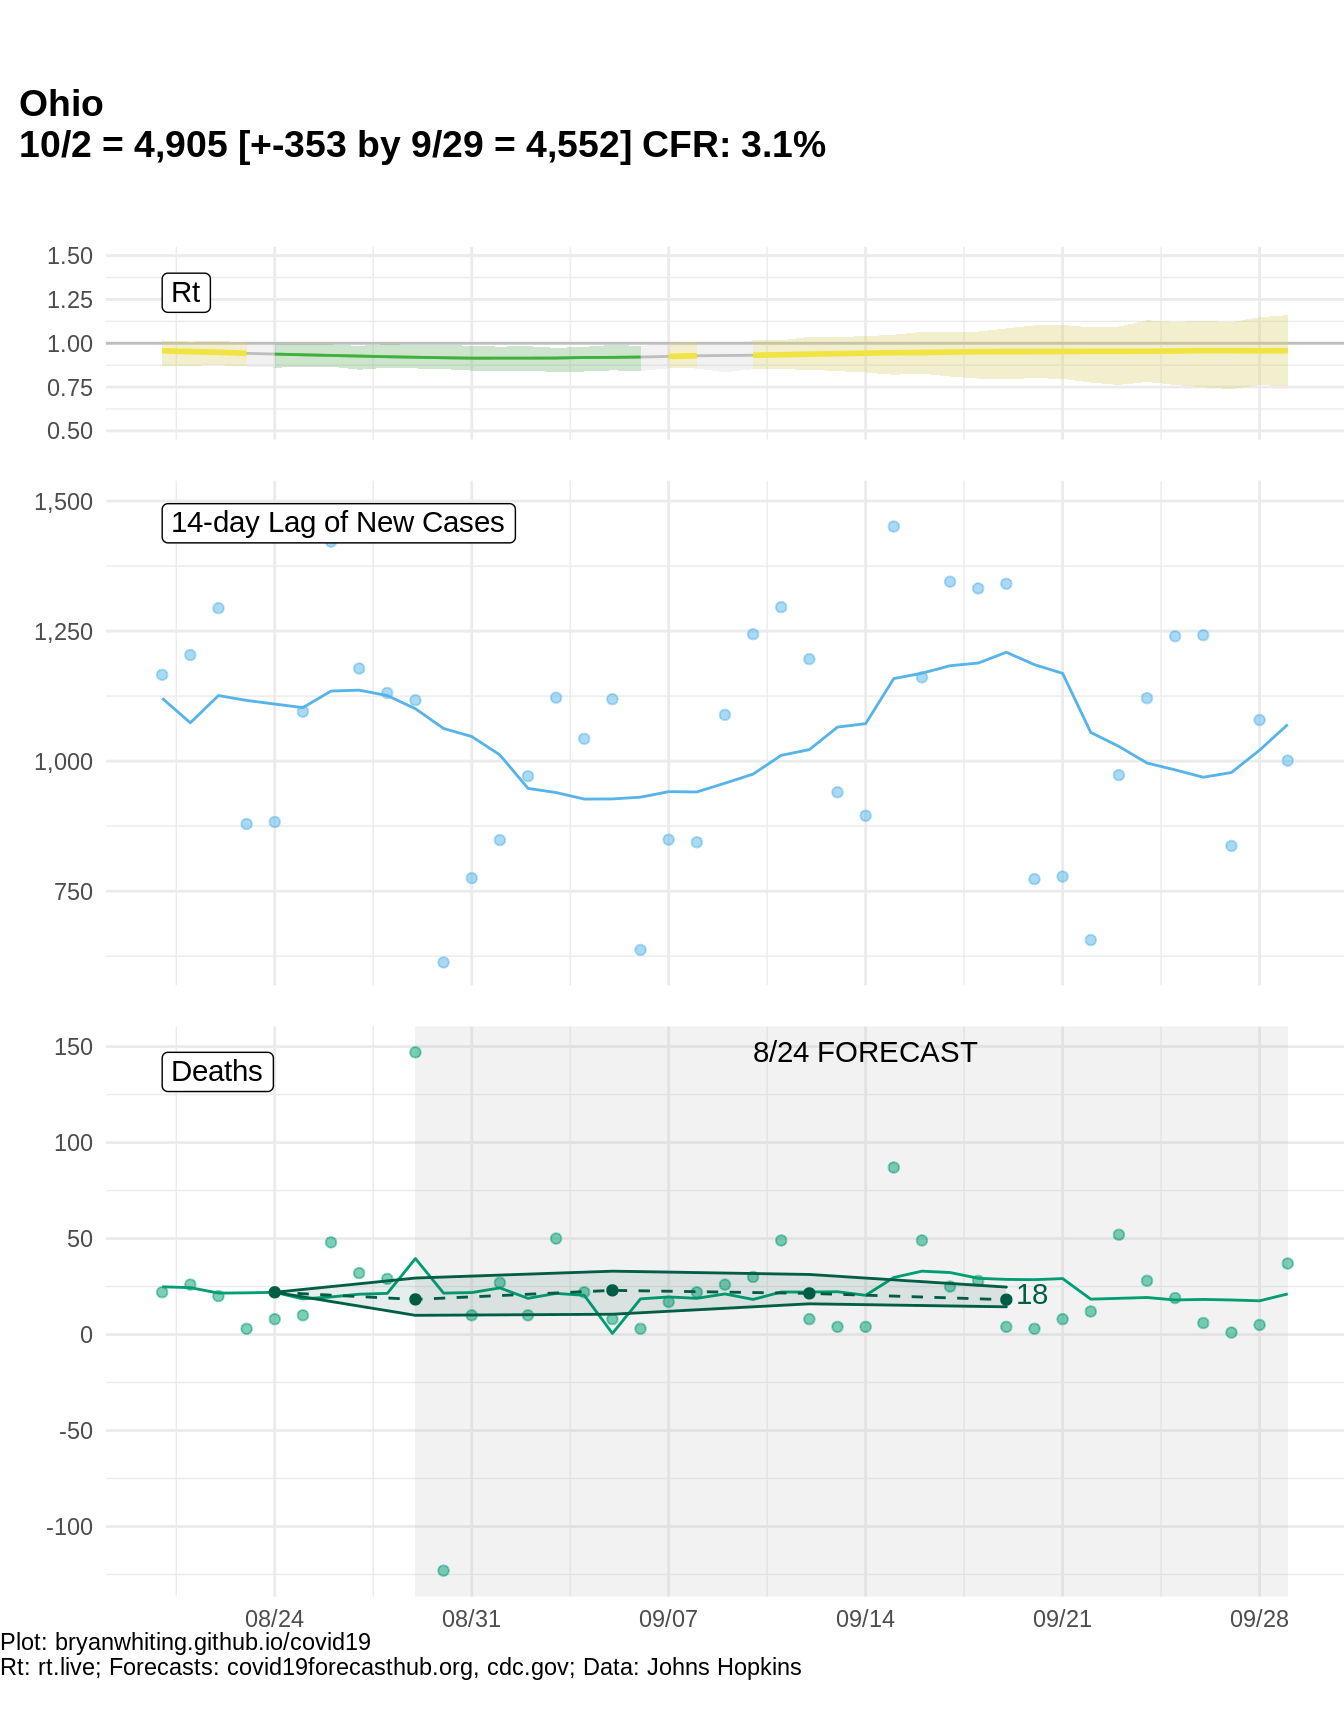 Ohio
10/2 = 4,905 [+-353 by 9/29 = 4,552] CFR: 3.1%
1.50
1.25
1.00
0.75
0.50
Rt
1,500
1,250
1,000
750
14-day Lag of New Cases
150
100
50
0
-50
-100
Deaths
8/24 FORECAST
18
08/24
08/31
09/07
09/14
09/21
09/28
Plot: bryanwhiting.github.io/covid19
Rt: rt.live; Forecasts: covid19forecasthub.org, cdc.gov; Data: Johns Hopkins